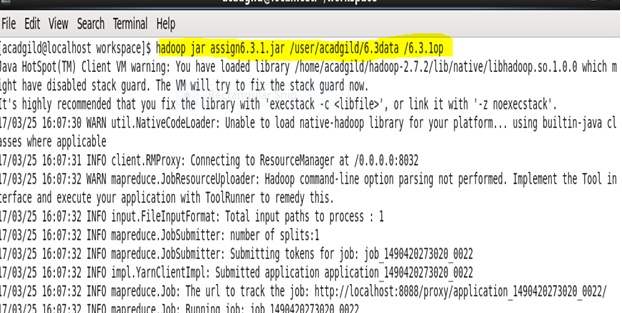 acadgild@localhost:~/workspace
File Edit View Search Terminal Help
[acadgild@localhost workspace]$ hadoop jar assign6.3.1.jar /user/acadgild/6.3data /6.3.1op
Java HotSpot(TM) Client VM warning: You have loaded library /home/acadgild/hadoop-2.7.2/lib/native/libhadoop.so.1.0.0 which m
ight have disabled stack guard. The VM will try to fix the stack guard now.
It's highly recommended that you fix the library with 'execstack -c <libfile>', or link it with '-z noexecstack'.
17/03/25 16:07:30 WARN util.NativeCodeLoader: Unable to load native-hadoop library for your platform... using builtin-java cl
asses where applicable
17/03/25 16:07:31 INFO client.RMProxy: Connecting to ResourceManager at /0.0.0.0:8032
17/03/25 16:07:32 WARN mapreduce.JobResourceUploader: Hadoop command-line option parsing not performed. Implement the Tool in
terface and execute your application with ToolRunner to remedy this.
17/03/25 16:07:32 INFO input.FileInputFormat: Total input paths to process : 1
17/03/25 16:07:32 INFO mapreduce.JobSubmitter: number of splits:1
17/03/25 16:07:32 INFO mapreduce.JobSubmitter: Submitting tokens for job: job_1490420273020_0022
17/03/25 16:07:32 INFO impl.YarnClientImpl: Submitted application application_1490420273020_0022
17/03/25 16:07:32 INFO mapreduce.Job: The url to track the job: http://localhost:8088/proxy/application_1490420273020_0022/
17/03/25 16:07:32 INFO mapreduce.Job: Running job: job_1490420273020_0022